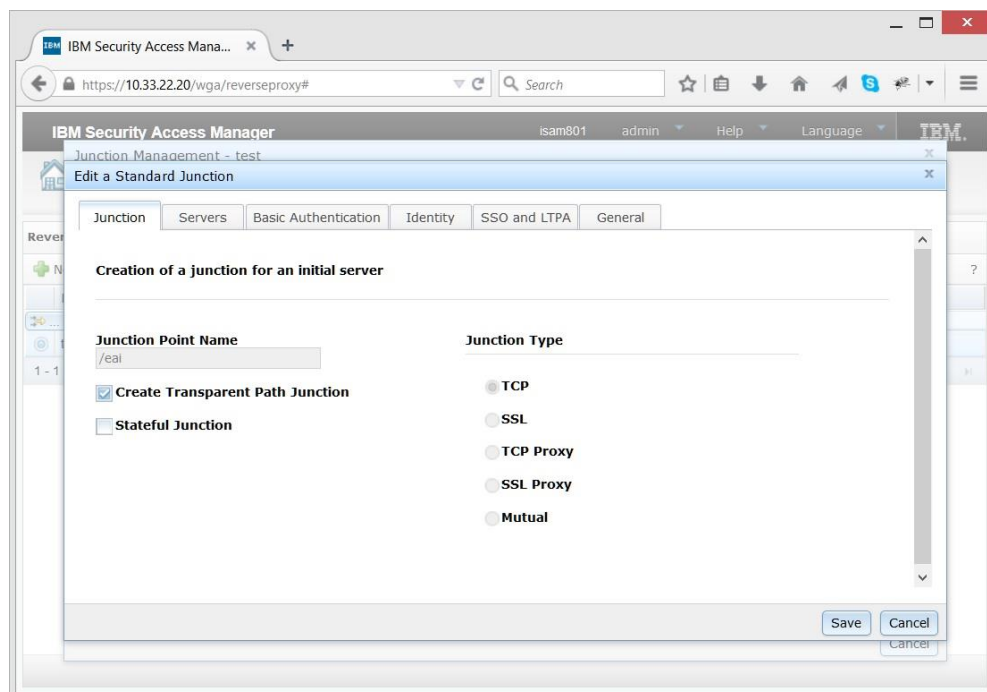 IBM IBM Security Access Mana...
https://10.33.22.20/wga/reverseproxy#
Search
IBM Security Access Manager isam801 admin Help Language IBM.
Junction Management - test
Edit a Standard Junction
Junction Servers Basic Authentication Identity SSO and LTPA General
Rever
N
?
Creation of a junction for an initial server
1 - 1
Junction Point Name
/eai
Create Transparent Path Junction
Stateful Junction
Junction Type
TCP
SSL
TCP Proxy
SSL Proxy
Mutual
Save Cancel
Cancel